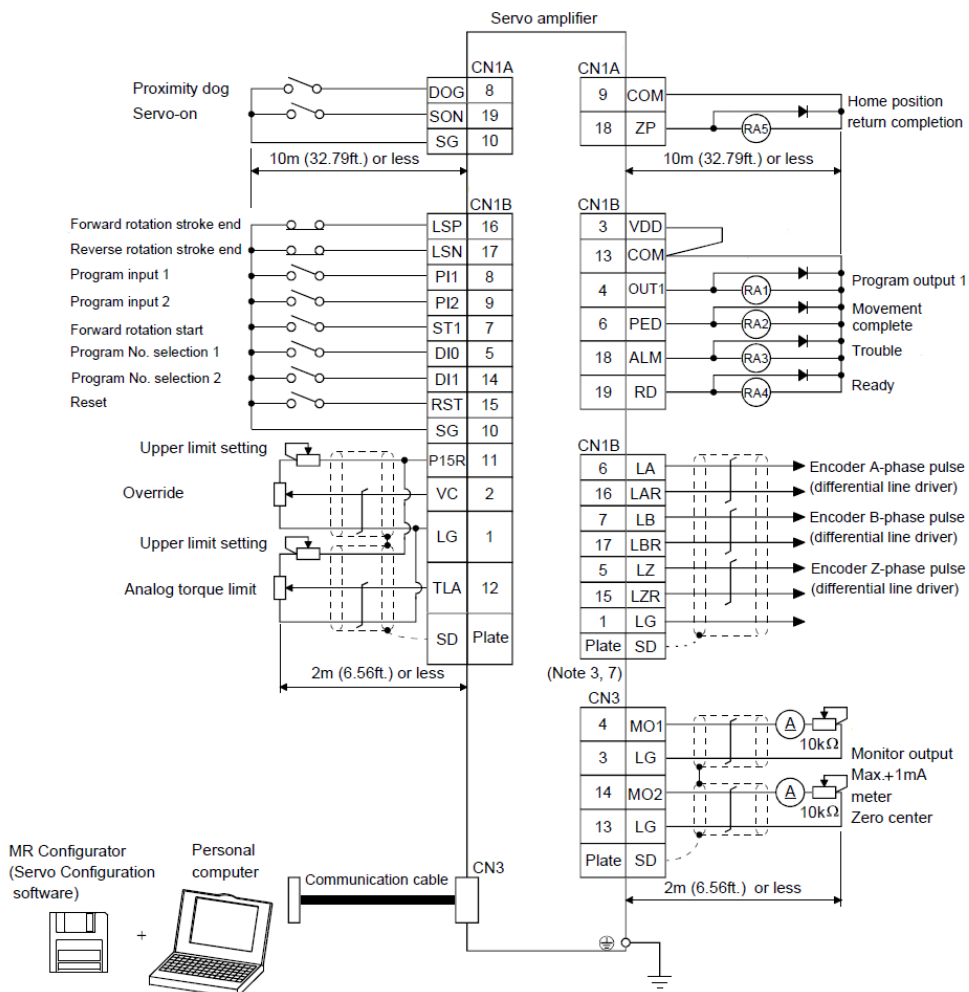 Servo amplifier
CN1A
Proximity dog DOG 8
Servo-on SON 19
SG 10
10m (32.79ft.) or less
CN1B
Forward rotation stroke end LSP 16
Reverse rotation stroke end LSN 17
Program input 1 PI1 8
Program input 2 PI2 9
Forward rotation start ST1 7
Program No. selection 1 DI0 5
Program No. selection 2 DI1 14
Reset RST 15
SG 10
Upper limit setting P15R 11
Override VC 2
LG 1
Upper limit setting
Analog torque limit TLA 12
SD Plate
2m (6.56ft.) or less
CN1A
9 COM
18 ZP RA5
Home position
return completion
10m (32.79ft.) or less
CN1B
3 VDD
13 COM
4 OUT1 RA1 Program output 1
6 PED RA2 Movement
complete
18 ALM RA3 Trouble
19 RD RA4 Ready
CN1B
6 LA Encoder A-phase pulse
16 LAR (differential line driver)
7 LB Encoder B-phase pulse
17 LBR (differential line driver)
5 LZ Encoder Z-phase pulse
15 LZR (differential line driver)
1 LG
Plate SD
(Note 3, 7)
CN3
4 MO1 A 10kΩ
3 LG
14 MO2 A 10kΩ
13 LG
Plate SD
Monitor output
Max.+1mA
meter
Zero center
2m (6.56ft.) or less
MR Configurator
(Servo Configuration
software)
+
Personal
computer
Communication cable
CN3